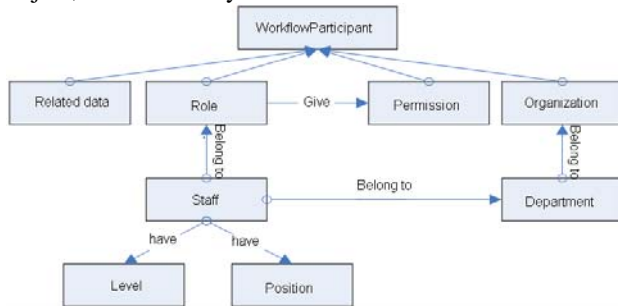 WorkflowParticipant
Related data
Role
Give
Permission
Organization
Belong to
Belong to
Staff
Belong to
Department
have
have
Level
Position